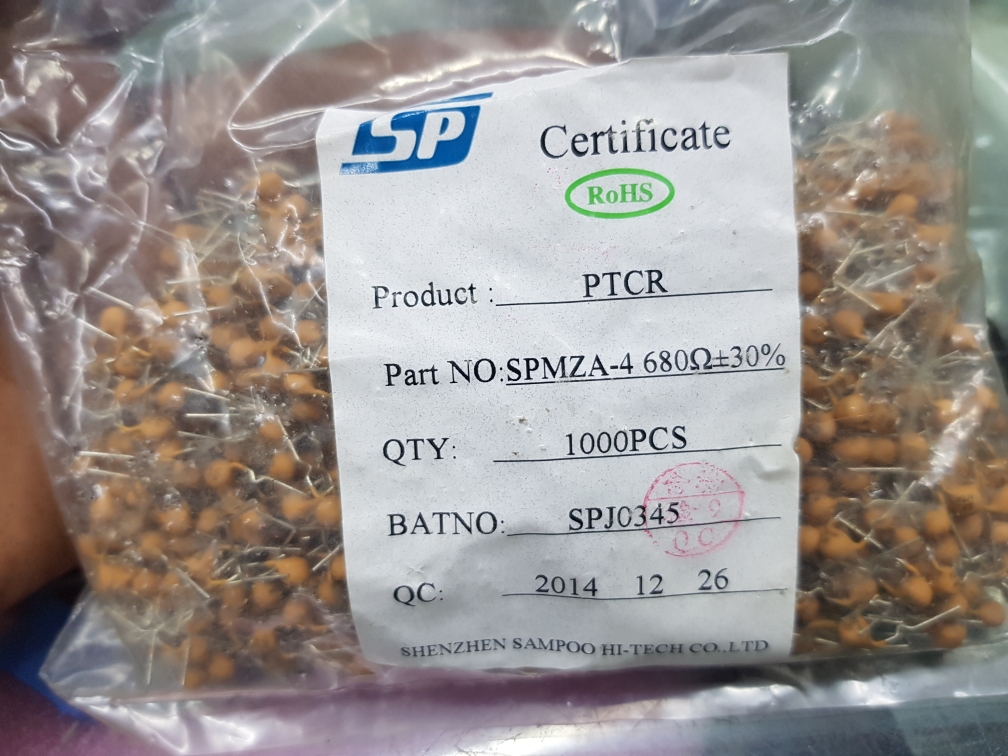 SP
Certificate
RoHS
Product : PTCR
Part NO: SPMZA-4 680Ω±30%
QTY: 1000PCS
BATNO: SPJ0345
QC
QC: 2014 12 26
SHENZHEN SAMPOO HI-TECH CO.,LTD